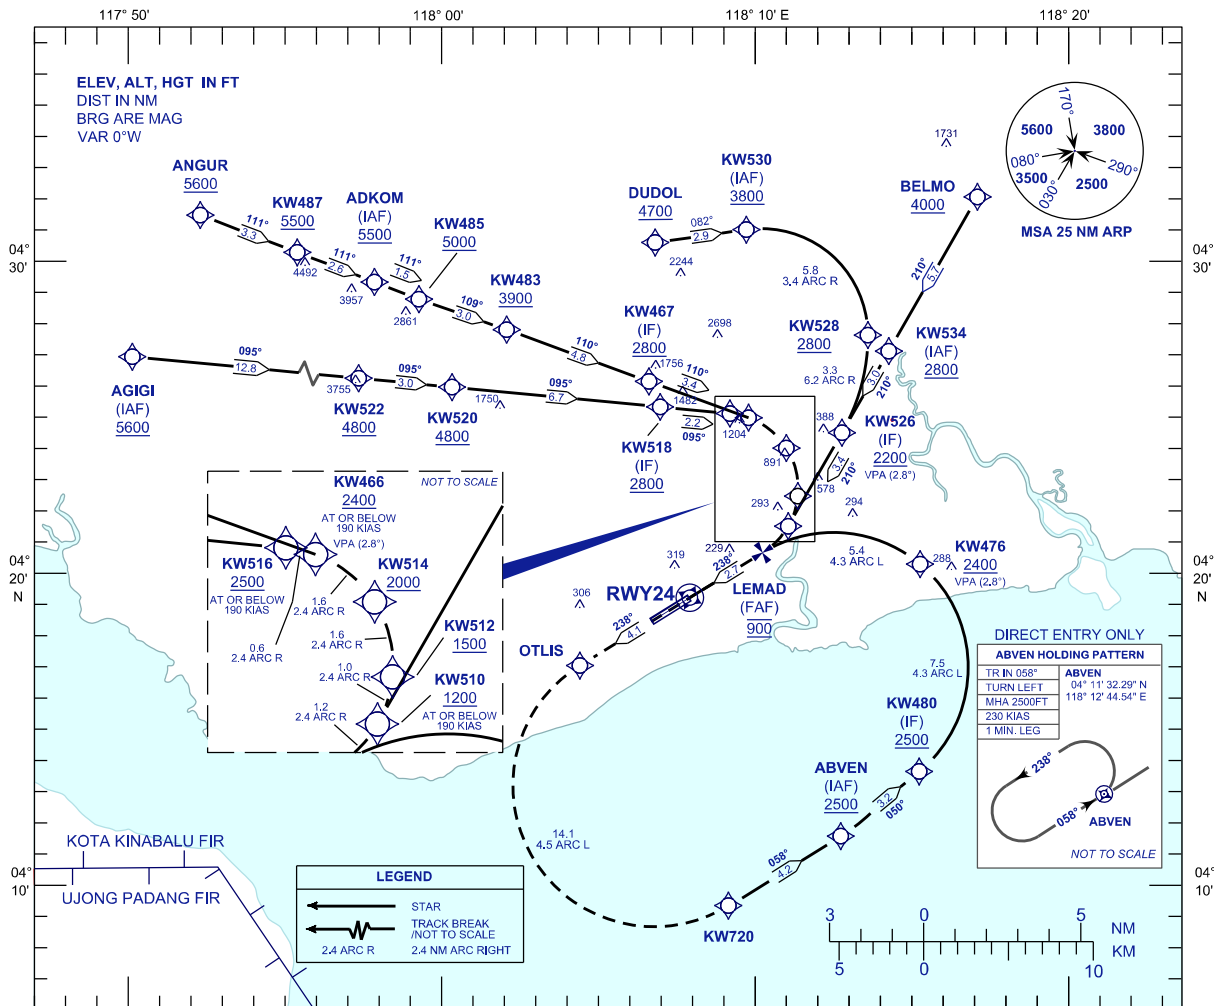 117° 50'
118° 00'
118° 10' E
118° 20'
ELEV, ALT, HGT IN FT
DIST IN NM
BRG ARE MAG
VAR 0°W
170°
5600
3800
080°
3500
290°
030°
2500
MSA 25 NM ARP
1731
ANGUR
5600
111°
3.3
KW487
5500
4492
111°
2.6
ADKOM
(IAF)
5500
3957
111°
1.5
KW485
5000
2861
109°
3.0
KW483
3900
110°
4.8
KW467
(IF)
2800
1756
110°
3.4
1482
DUDOL
4700
082°
2.9
2244
KW530
(IAF)
3800
5.8
3.4 ARC R
2698
BELMO
4000
210°
5.7
KW528
2800
KW534
(IAF)
2800
3.3
6.2 ARC R
3.0
210°
04°
30'
04°
30'
AGIGI
(IAF)
5600
095°
12.8
3755
KW522
4800
095°
3.0
KW520
4800
1750
095°
6.7
KW518
(IF)
2800
2.2
095°
1204
891
388
KW526
(IF)
2200
VPA (2.8°)
3.4
210°
578
293
294
229
NOT TO SCALE
KW466
2400
AT OR BELOW
190 KIAS
VPA (2.8°)
KW516
2500
AT OR BELOW
190 KIAS
KW514
2000
1.6
2.4 ARC R
1.6
2.4 ARC R
0.6
2.4 ARC R
1.0
2.4 ARC R
KW512
1500
KW510
1200
AT OR BELOW
190 KIAS
1.2
2.4 ARC R
04°
20'
N
04°
20'
N
5.4
4.3 ARC L
288
KW476
2400
VPA (2.8°)
319
306
238°
2.7
RWY24
LEMAD
(FAF)
900
238°
4.1
OTLIS
7.5
4.3 ARC L
KW480
(IF)
2500
ABVEN
(IAF)
2500
3.2
050°
058°
4.2
KW720
14.1
4.5 ARC L
DIRECT ENTRY ONLY
ABVEN HOLDING PATTERN
TR IN 058°
TURN LEFT
MHA 2500FT
230 KIAS
1 MIN. LEG
ABVEN
04° 11' 32.29" N
118° 12' 44.54" E
238°
058°
ABVEN
NOT TO SCALE
KOTA KINABALU FIR
UJONG PADANG FIR
04°
10'
04°
10'
LEGEND
STAR
TRACK BREAK
/NOT TO SCALE
2.4 ARC R
2.4 NM ARC RIGHT
3
0
5
NM
KM
5
0
10